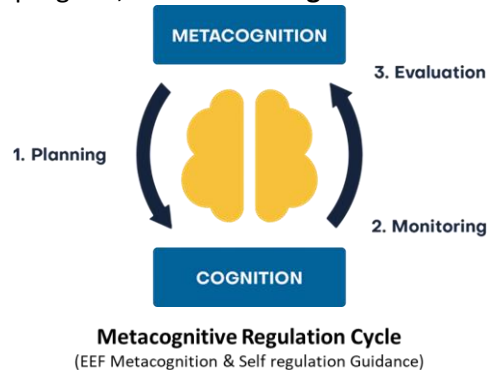 METACOGNITION
3. Evaluation
1. Planning
2. Monitoring
COGNITION
Metacognitive Regulation Cycle
(EEF Metacognition & Self regulation Guidance)